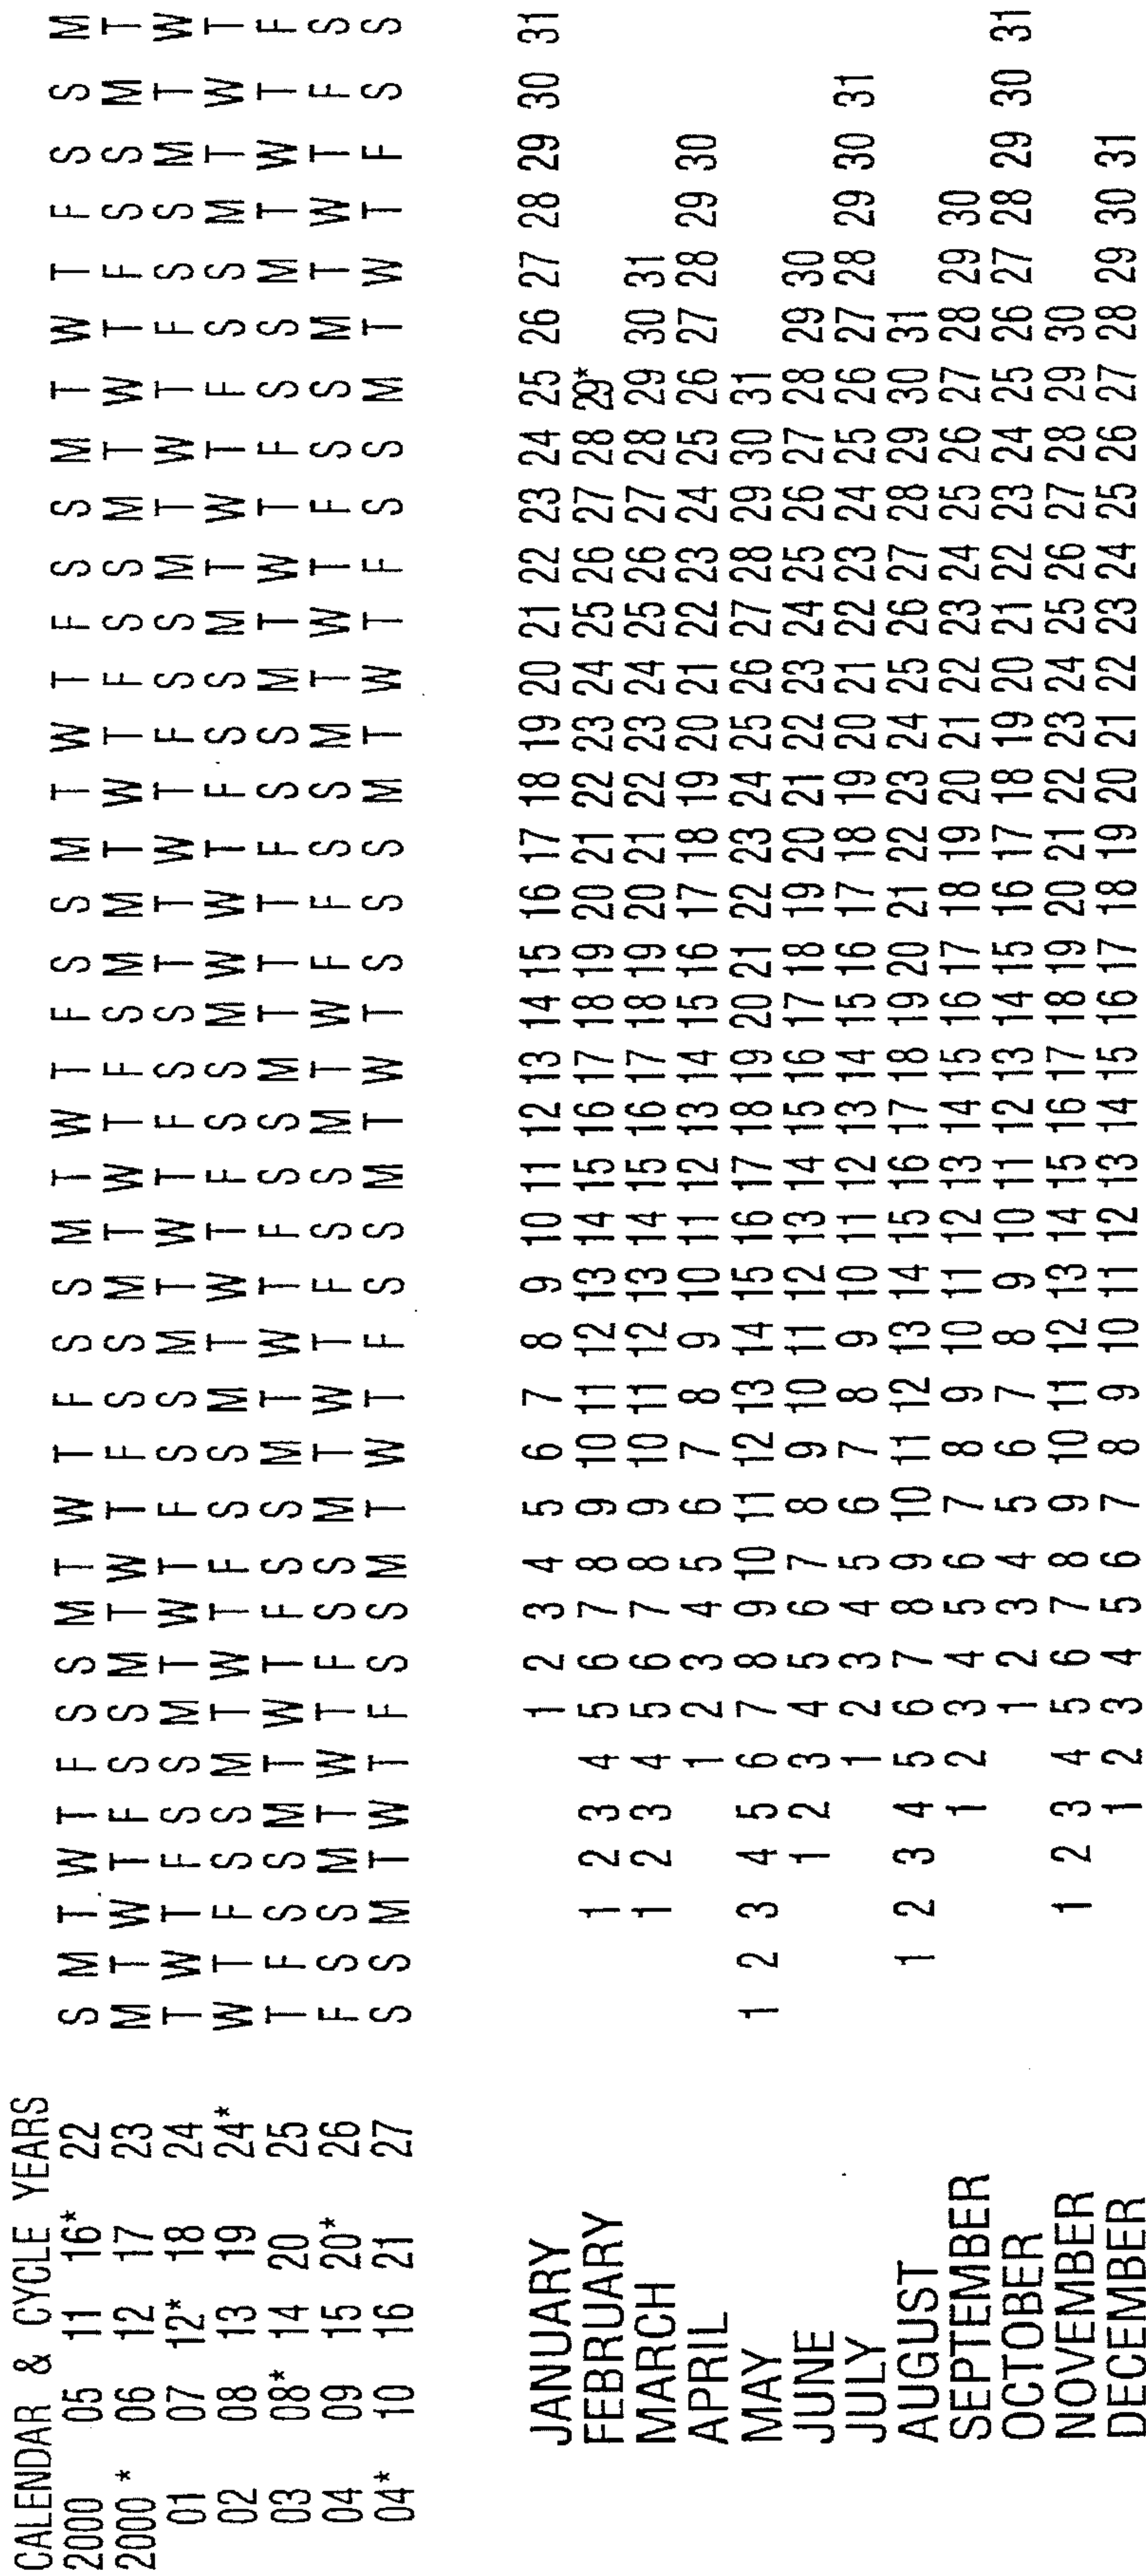 CALENDAR & CYCLE YEARS
2000 05 11 16* 22 S M T W T F S S M T W T F S S M T W T F S S M T W T F S S M T W T F S S M
2000 * 06 12 17 23 M T W T F S S M T W T F S S M T W T F S M M T W T F S S M T W T F S S M T
01 07 12* 18 24 T W T F S S M T W T F S S M T W T F S S T T W T F S S M T W T F S S M T W
02 08 13 19 24* W T F S S M T W T F S S M T W T F S S M W W T F S S M T W T F S S M T W T
03 08* 14 20 25 T F S S M T W T F S S M T W T F S S M T T T F S S M T W T F S S M T W T F
04 09 15 20* 26 F S S M T W T F S S M T W T F S S M T W F F S S M T W T F S S M T W T F S
04* 10 16 21 27 S S M T W T F S S M T W T F S S M T W T S S S M T W T F S S M T W T F S S
JANUARY 1 2 3 4 5 6 7 8 9 10 11 12 13 14 15 16 17 18 19 20 21 22 23 24 25 26 27 28 29 30 31
FEBRUARY 1 2 3 4 5 6 7 8 9 10 11 12 13 14 15 16 17 18 19 20 21 22 23 24 25 26 27 28 29*
MARCH 1 2 3 4 5 6 7 8 9 10 11 12 13 14 15 16 17 18 19 20 21 22 23 24 25 26 27 28 29 30 31
APRIL 1 2 3 4 5 6 7 8 9 10 11 12 13 14 15 16 17 18 19 20 21 22 23 24 25 26 27 28 29 30
MAY 1 2 3 4 5 6 7 8 9 10 11 12 13 14 15 16 17 18 19 20 21 22 23 24 25 26 27 28 29 30 31
JUNE 1 2 3 4 5 6 7 8 9 10 11 12 13 14 15 16 17 18 19 20 21 22 23 24 25 26 27 28 29 30
JULY 1 2 3 4 5 6 7 8 9 10 11 12 13 14 15 16 17 18 19 20 21 22 23 24 25 26 27 28 29 30 31
AUGUST 1 2 3 4 5 6 7 8 9 10 11 12 13 14 15 16 17 18 19 20 21 22 23 24 25 26 27 28 29 30 31
SEPTEMBER 1 2 3 4 5 6 7 8 9 10 11 12 13 14 15 16 17 18 19 20 21 22 23 24 25 26 27 28 29 30
OCTOBER 1 2 3 4 5 6 7 8 9 10 11 12 13 14 15 16 17 18 19 20 21 22 23 24 25 26 27 28 29 30 31
NOVEMBER 1 2 3 4 5 6 7 8 9 10 11 12 13 14 15 16 17 18 19 20 21 22 23 24 25 26 27 28 29 30
DECEMBER 1 2 3 4 5 6 7 8 9 10 11 12 13 14 15 16 17 18 19 20 21 22 23 24 25 26 27 28 29 30 31